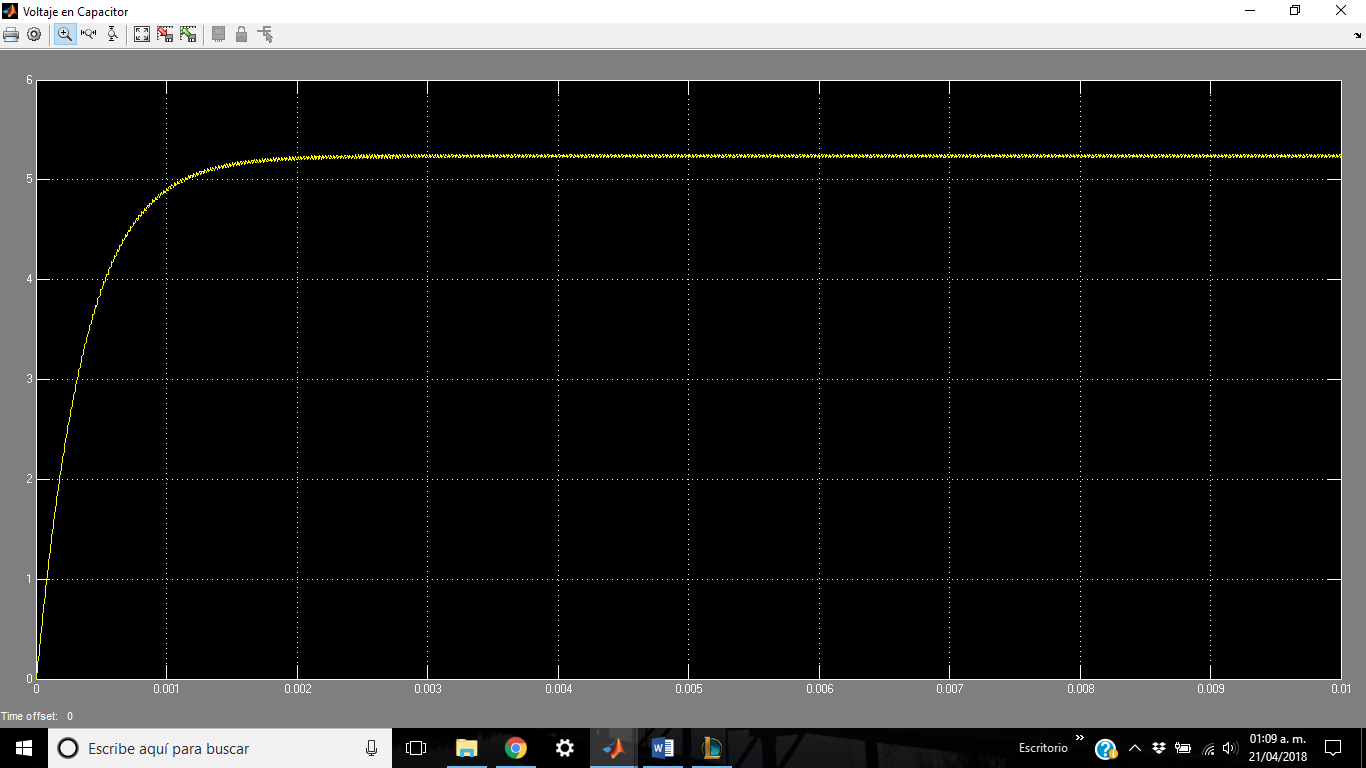 Voltaje en Capacitor
6
5
4
3
2
1
0
0 0.001 0.002 0.003 0.004 0.005 0.006 0.007 0.008 0.009 0.01
Time offset: 0
Escribe aquí para buscar
Escritorio
01:09 a. m.
21/04/2018